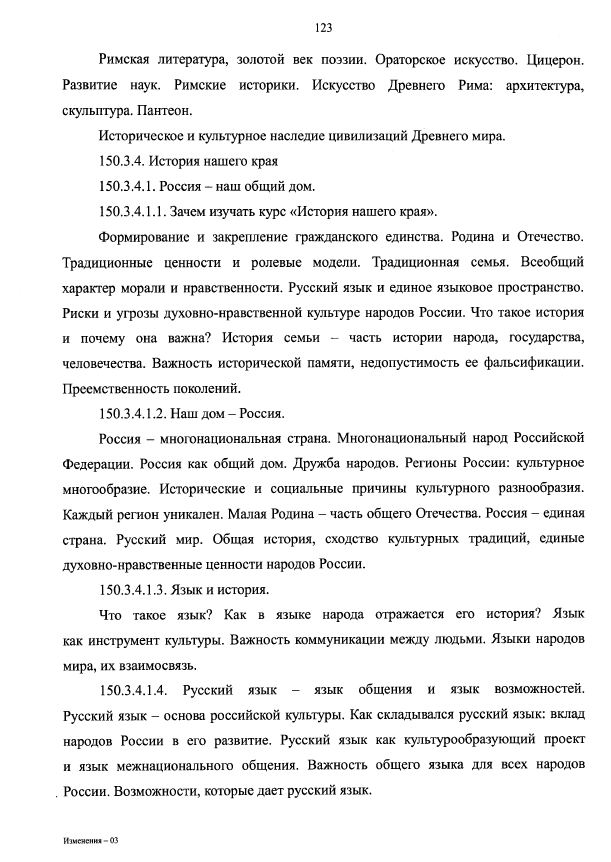 123
Римская литература, золотой век поэзии. Ораторское искусство. Цицерон.
Развитие наук. Римские историки. Искусство Древнего Рима: архитектура,
скульптура. Пантеон.
Историческое и культурное наследие цивилизаций Древнего мира.
150.3.4. История нашего края
150.3.4.1. Россия – наш общий дом.
150.3.4.1.1. Зачем изучать курс «История нашего края».
Формирование и закрепление гражданского единства. Родина и Отечество.
Традиционные ценности и ролевые модели. Традиционная семья. Всеобщий
характер морали и нравственности. Русский язык и единое языковое пространство.
Риски и угрозы духовно-нравственной культуре народов России. Что такое история
и почему она важна? История семьи – часть истории народа, государства,
человечества. Важность исторической памяти, недопустимость ее фальсификации.
Преемственность поколений.
150.3.4.1.2. Наш дом – Россия.
Россия – многонациональная страна. Многонациональный народ Российской
Федерации. Россия как общий дом. Дружба народов. Регионы России: культурное
многообразие. Исторические и социальные причины культурного разнообразия.
Каждый регион уникален. Малая Родина – часть общего Отечества. Россия – единая
страна. Русский мир. Общая история, сходство культурных традиций, единые
духовно-нравственные ценности народов России.
150.3.4.1.3. Язык и история.
Что такое язык? Как в языке народа отражается его история? Язык
как инструмент культуры. Важность коммуникации между людьми. Языки народов
мира, их взаимосвязь.
150.3.4.1.4. Русский язык – язык общения и язык возможностей.
Русский язык – основа российской культуры. Как складывался русский язык: вклад
народов России в его развитие. Русский язык как культурообразующий проект
и язык межнационального общения. Важность общего языка для всех народов
России. Возможности, которые дает русский язык.
Изменения – 03